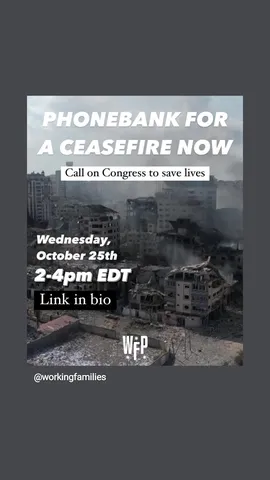 PHONEBANK FOR
A CEASEFIRE NOW
Call on Congress to save lives
Wednesday,
October 25th
2-4pm EDT
Link in bio
WFP
@workingfamilies